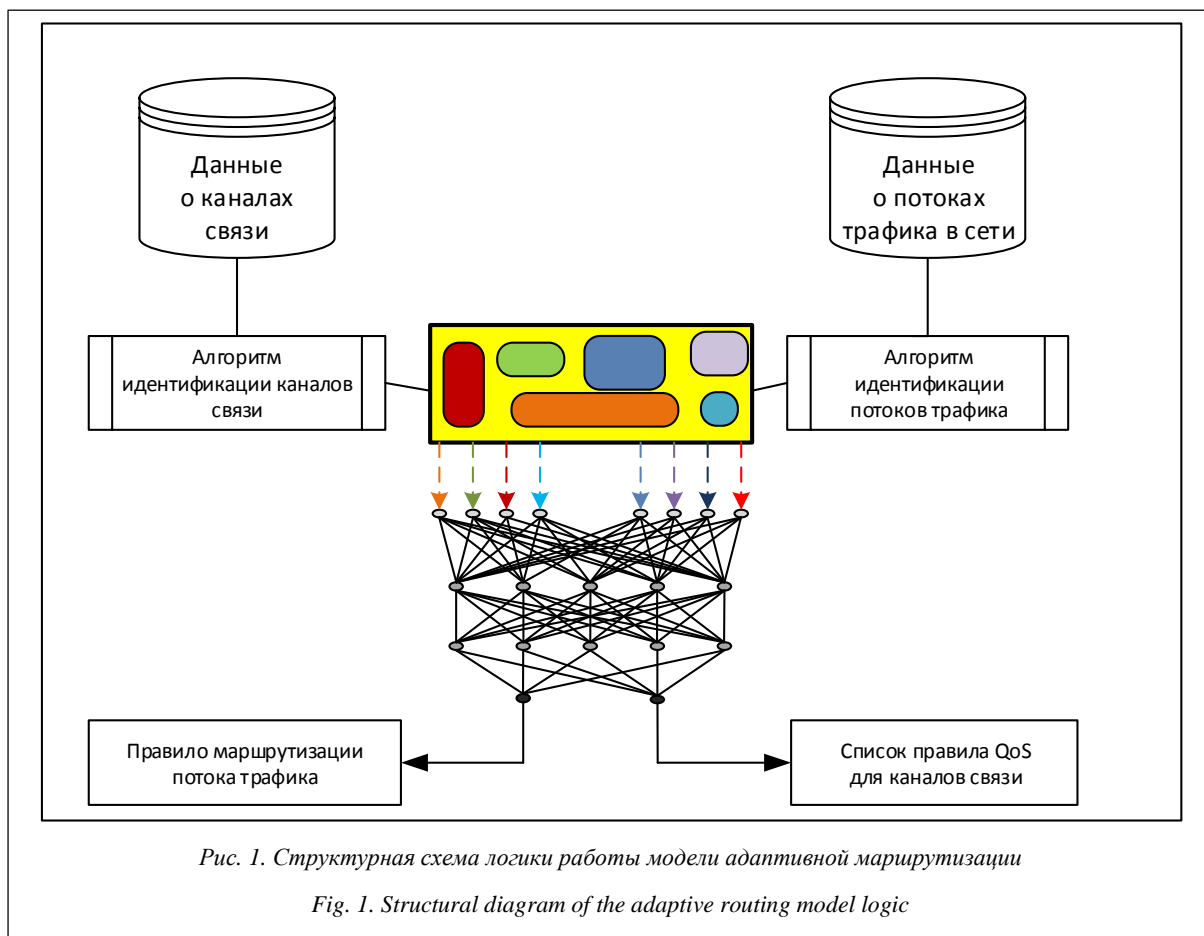 Данные
о каналах
связи
Данные
о потоках
трафика в сети
Алгоритм
идентификации каналов
связи
Алгоритм
идентификации
потоков трафика
Правило маршрутизации
потока трафика
Список правила QoS
для каналов связи
Рис. 1. Структурная схема логики работы модели адаптивной маршрутизации
Fig. 1. Structural diagram of the adaptive routing model logic